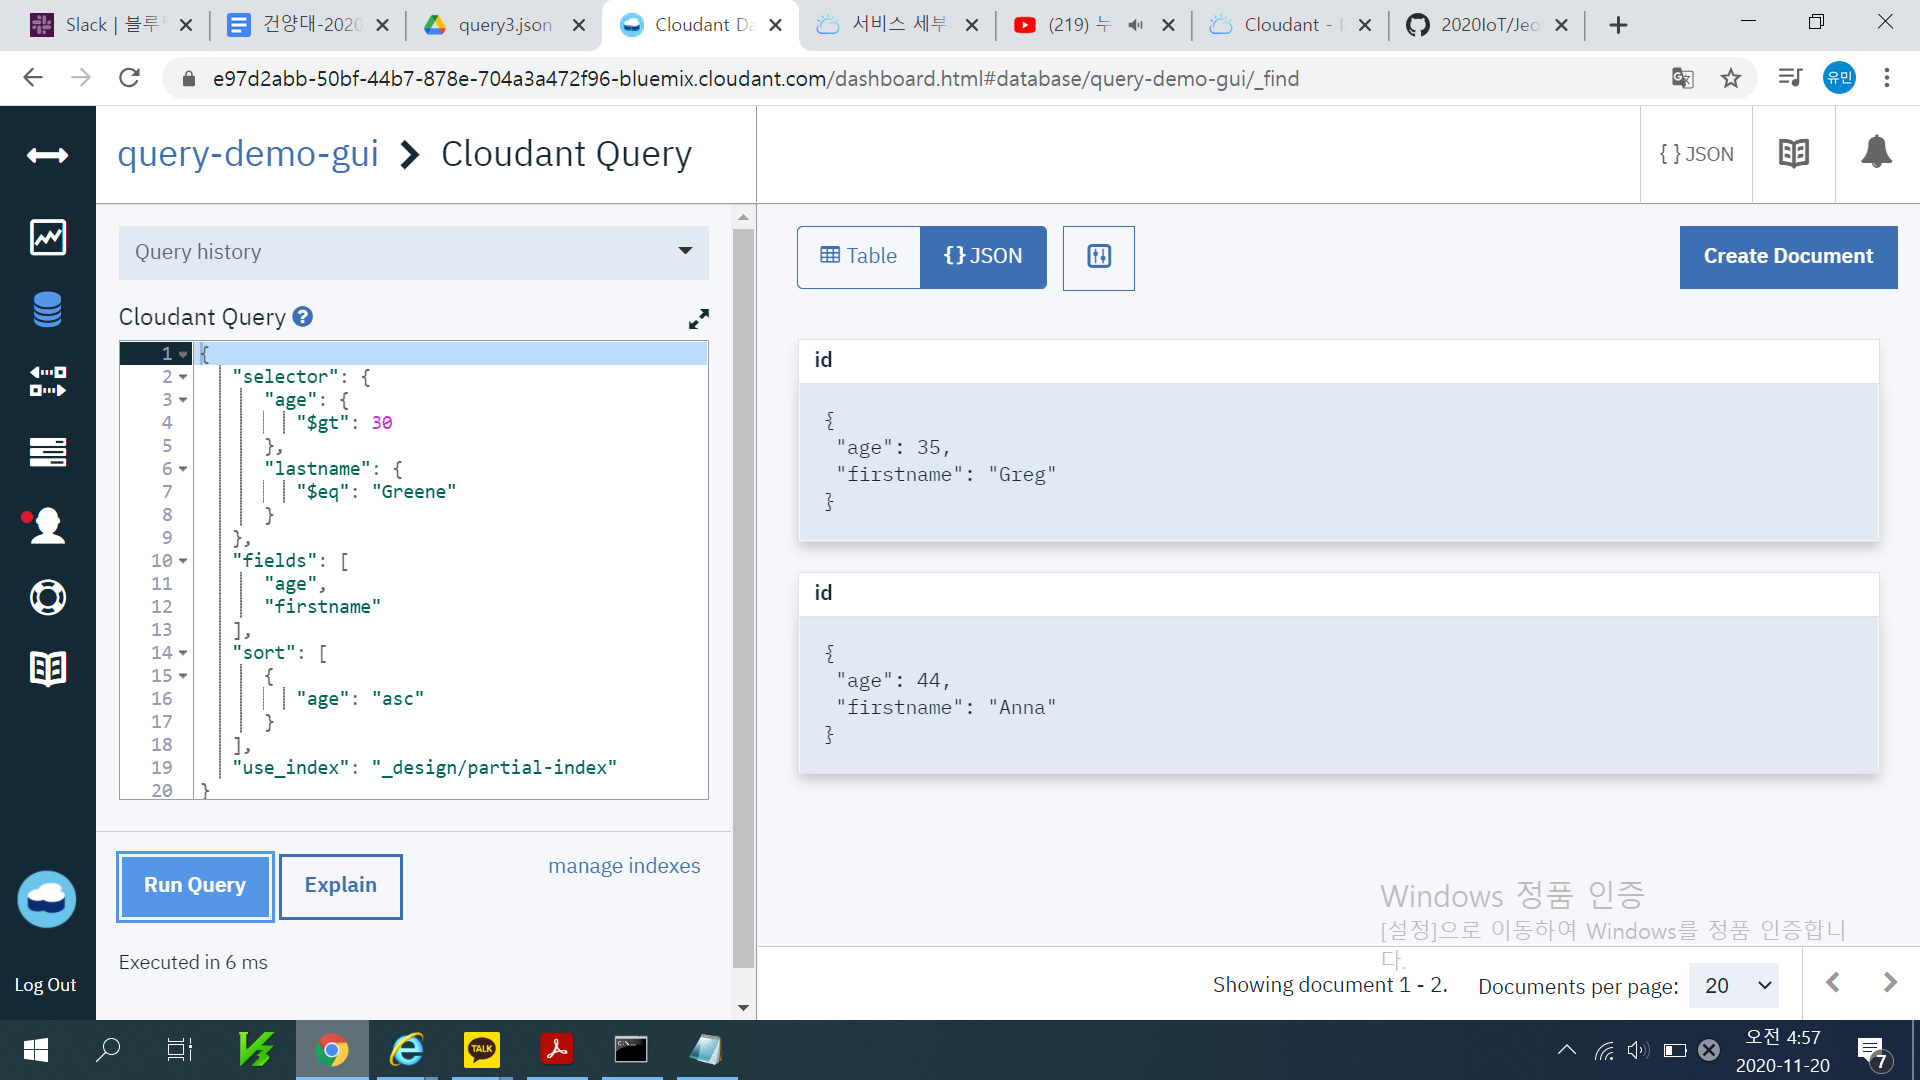 Slack | 블루
건양대-2020
query3.json
Cloudant Da
서비스 세부
(219) 누
Cloudant - I
2020IoT/Jeo
e97d2abb-50bf-44b7-878e-704a3a472f96-bluemix.cloudant.com/dashboard.html#database/query-demo-gui/_find
유민
query-demo-gui
Cloudant Query
{ } JSON
Query history
Table
{} JSON
Create Document
Cloudant Query ?
1 {
2 "selector": {
3 "age": {
4 "$gt": 30
5 },
6 "lastname": {
7 "$eq": "Greene"
8 }
9 },
10 "fields": [
11 "age",
12 "firstname"
13 ],
14 "sort": [
15 {
16 "age": "asc"
17 }
18 ],
19 "use_index": "_design/partial-index"
20 }
id
{
"age": 35,
"firstname": "Greg"
}
id
{
"age": 44,
"firstname": "Anna"
}
Run Query
Explain
manage indexes
Executed in 6 ms
Log Out
Windows 정품 인증
[설정]으로 이동하여 Windows를 정품 인증합니
다.
Showing document 1 - 2.
Documents per page:
20
TALK
오전 4:57
2020-11-20
7